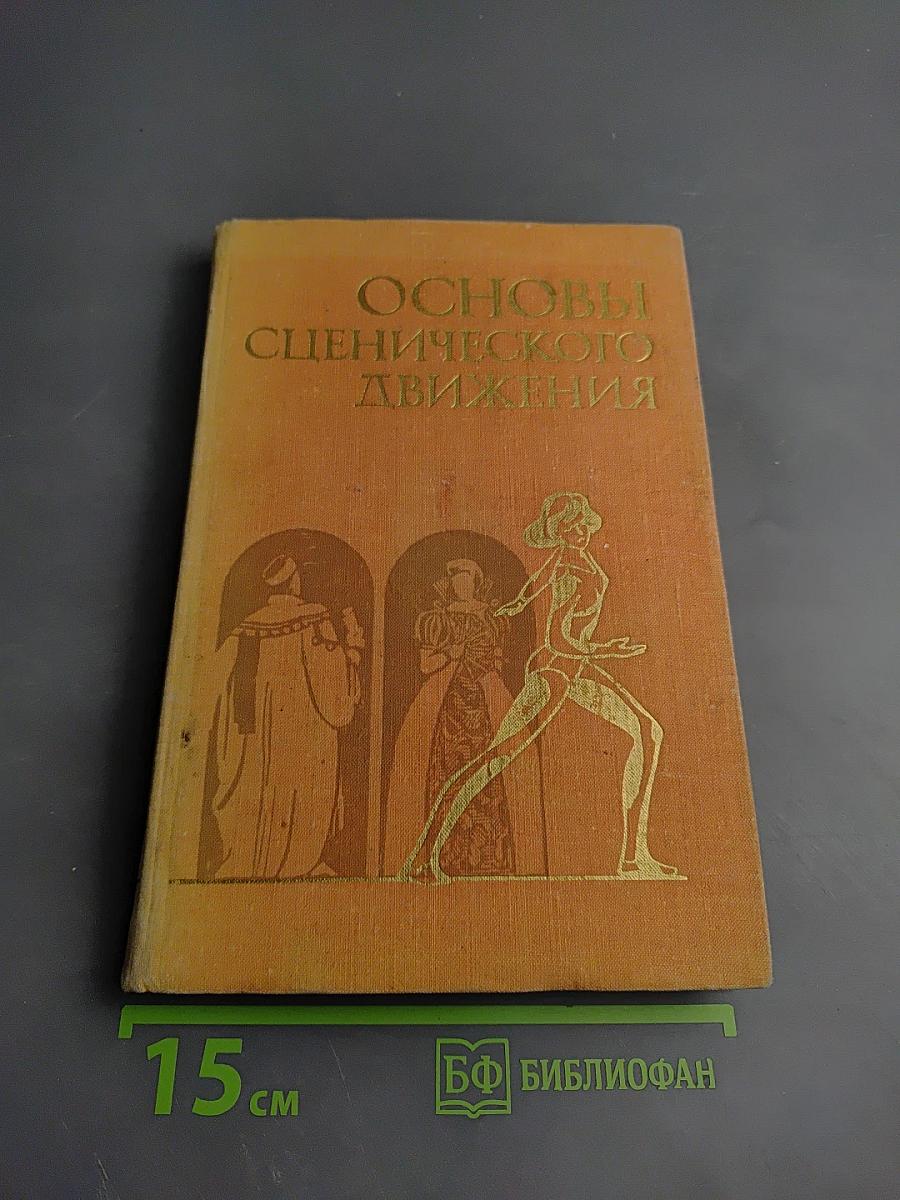 ОСНОВЫ
СЦЕНИЧЕСКОГО
ДВИЖЕНИЯ
15 см
БФ БИБЛИОФАН